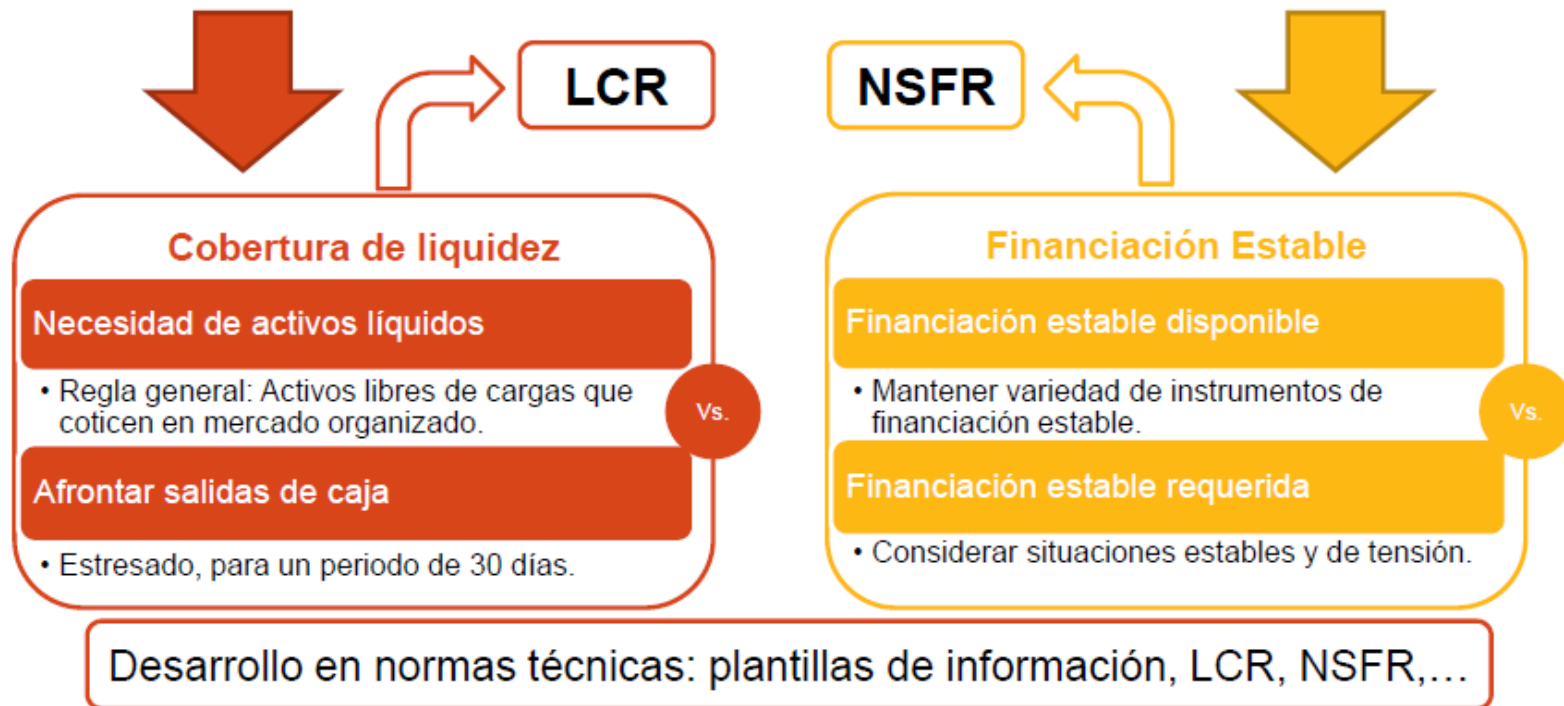 LCR
Cobertura de liquidez
Necesidad de activos líquidos
• Regla general: Activos libres de cargas que
coticen en mercado organizado.
Vs.
Afrontar salidas de caja
• Estresado, para un periodo de 30 días.
NSFR
Financiación Estable
Financiación estable disponible
• Mantener variedad de instrumentos de
financiación estable.
Vs.
Financiación estable requerida
• Considerar situaciones estables y de tensión.
Desarrollo en normas técnicas: plantillas de información, LCR, NSFR,…